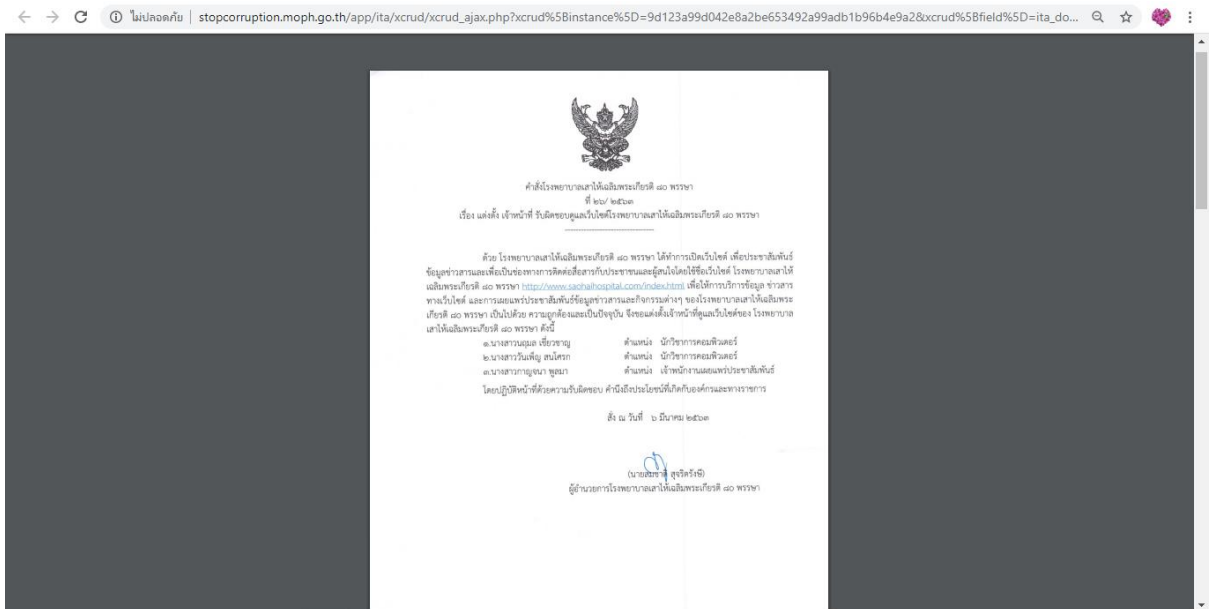 ไม่ปลอดภัย | stopcorruption.moph.go.th/app/ita/xcrud/xcrud_ajax.php?xcrud%5Binstance%5D=9d123a99d042e8a2be653492a99adb1b96b4e9a2&xcrud%5Bfield%5D=ita_do...
คำสั่งโรงพยาบาลเสาไห้เฉลิมพระเกียรติ ๘๐ พรรษา
ที่ ๒๖/ ๒๕๖๓
เรื่อง แต่งตั้ง เจ้าหน้าที่ รับผิดชอบดูแลเว็บไซต์โรงพยาบาลเสาไห้เฉลิมพระเกียรติ ๘๐ พรรษา
ด้วย โรงพยาบาลเสาไห้เฉลิมพระเกียรติ ๘๐ พรรษา ได้ทำการเปิดเว็บไซต์ เพื่อประชาสัมพันธ์
ข้อมูลข่าวสารและเพื่อเป็นช่องทางการติดต่อสื่อสารกับประชาชนและผู้สนใจโดยใช้ชื่อเว็บไซต์ โรงพยาบาลเสาไห้
เฉลิมพระเกียรติ ๘๐ พรรษา http://www.saohaihospital.com/index.html เพื่อให้การบริการข้อมูล ข่าวสาร
ทางเว็บไซต์ และการเผยแพร่ประชาสัมพันธ์ข้อมูลข่าวสารและกิจกรรมต่างๆ ของโรงพยาบาลเสาไห้เฉลิมพระ
เกียรติ ๘๐ พรรษา เป็นไปด้วย ความถูกต้องและเป็นปัจจุบัน จึงขอแต่งตั้งเจ้าหน้าที่ดูแลเว็บไซต์ของ โรงพยาบาล
เสาไห้เฉลิมพระเกียรติ ๘๐ พรรษา ดังนี้
๑.นางสาวนฤมล เชี่ยวชาญ ตำแหน่ง นักวิชาการคอมพิวเตอร์
๒.นางสาววันเพ็ญ สนโศรก ตำแหน่ง นักวิชาการคอมพิวเตอร์
๓.นางสาวกาญจนา พูลมา ตำแหน่ง เจ้าพนักงานเผยแพร่ประชาสัมพันธ์
โดยปฏิบัติหน้าที่ด้วยความรับผิดชอบ คำนึงถึงประโยชน์ที่เกิดกับองค์กรและทางราชการ
สั่ง ณ วันที่ ๖ มีนาคม ๒๕๖๓
(นายสมชาติ สุจริตรังษี)
ผู้อำนวยการโรงพยาบาลเสาไห้เฉลิมพระเกียรติ ๘๐ พรรษา